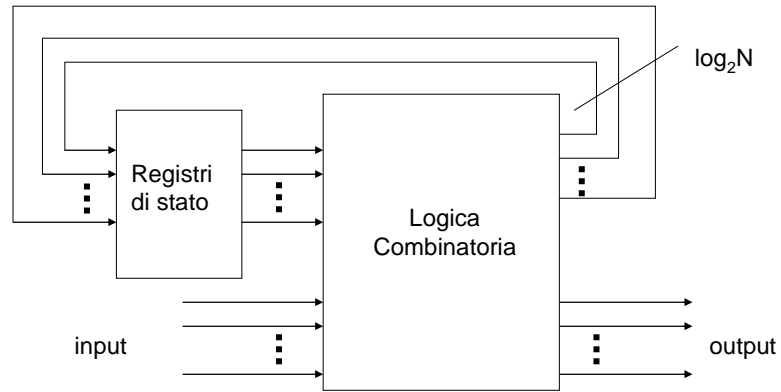 log₂N
Registri
di stato
Logica
Combinatoria
input
output